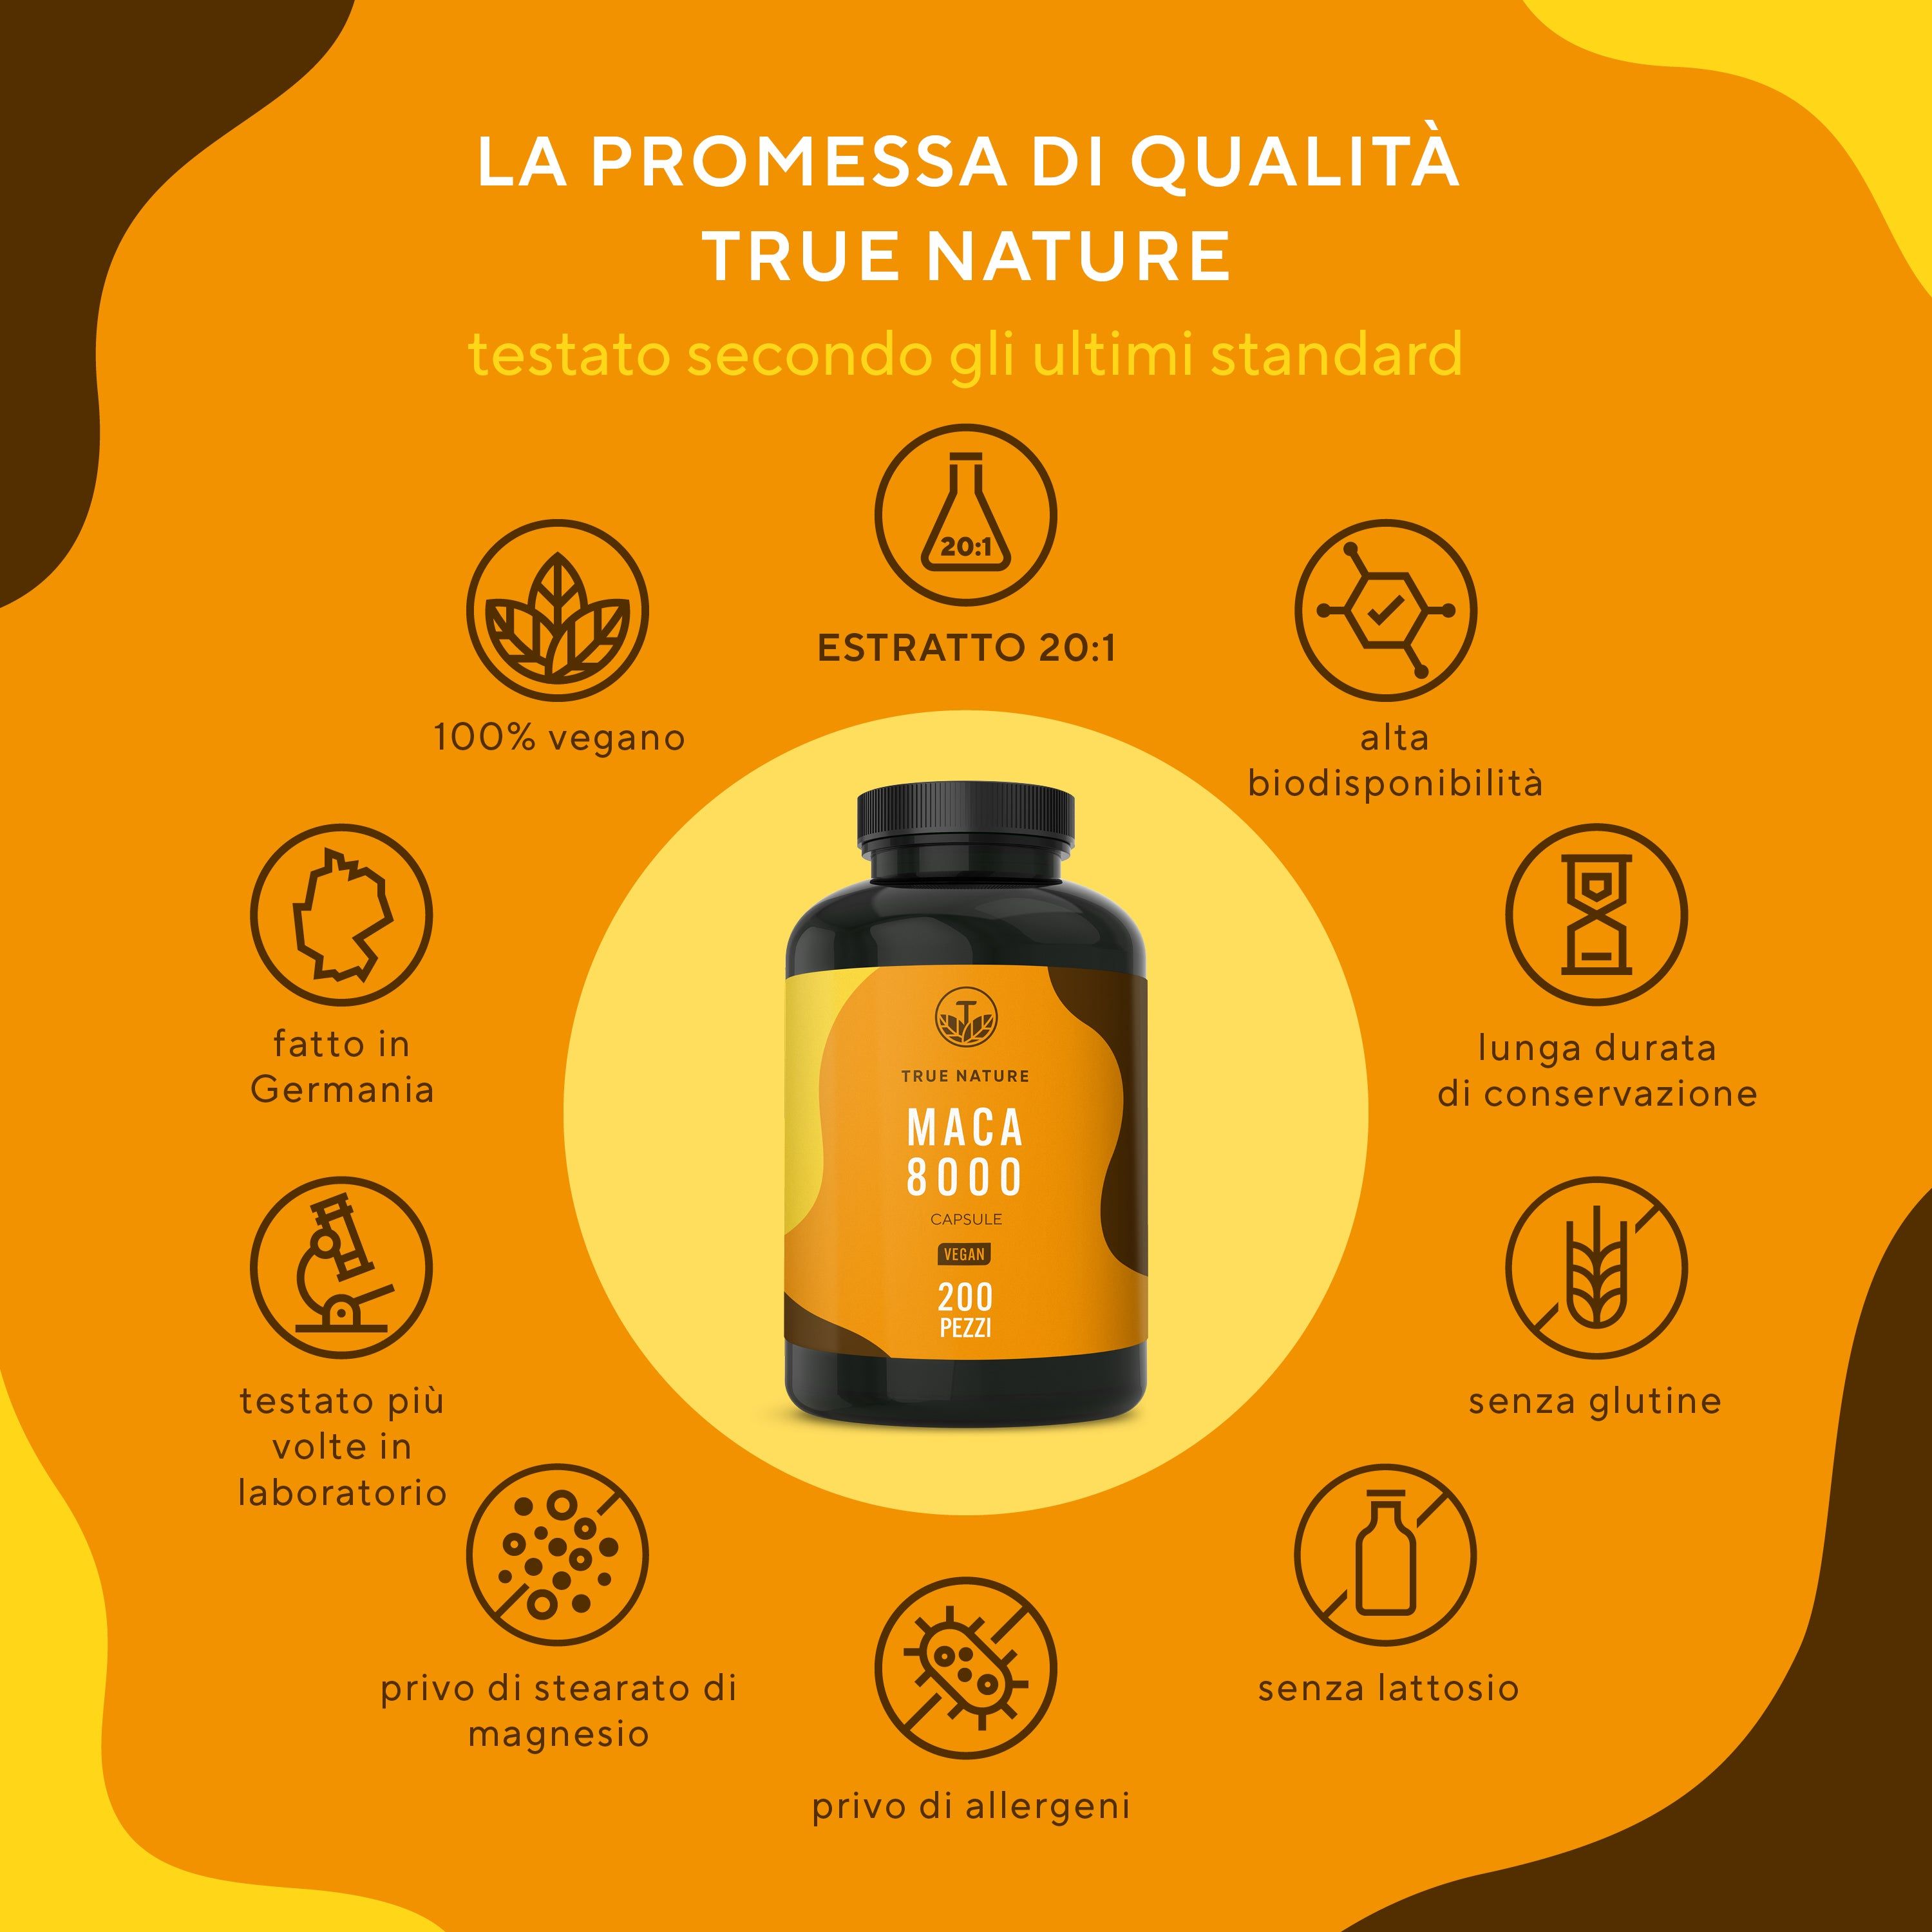 LA PROMESSA DI QUALITÀ
TRUE NATURE
testato secondo gli ultimi standard
20:1
ESTRATTO 20:1
100% vegano
alta
biodisponibilità
fatto in
Germania
lunga durata
di conservazione
T
TRUE NATURE
MACA
8000
CAPSULE
VEGAN
200
PEZZI
testato più
volte in
laboratorio
senza glutine
privo di stearato di
magnesio
senza lattosio
privo di allergeni